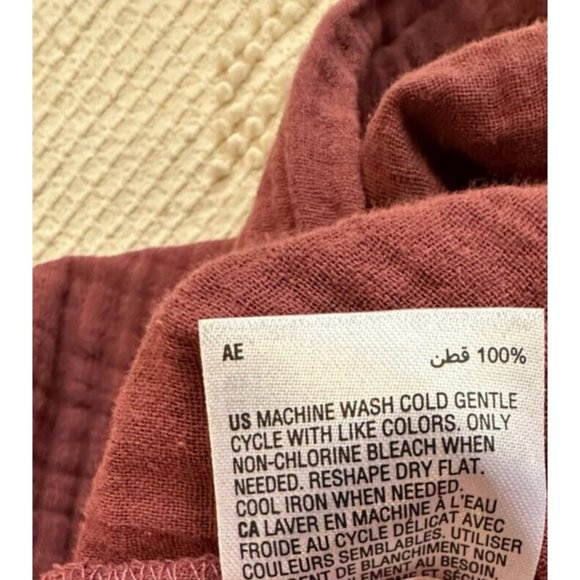 AE 100% قطن
US MACHINE WASH COLD GENTLE
CYCLE WITH LIKE COLORS. ONLY
NON-CHLORINE BLEACH WHEN
NEEDED. RESHAPE DRY FLAT.
COOL IRON WHEN NEEDED.
CA LAVER EN MACHINE À L'EAU
FROIDE AU CYCLE DÉLICAT AVEC
COULEURS SEMBLABLES. UTILISER
DE BLANCHIMENT NON
AU BESOIN.